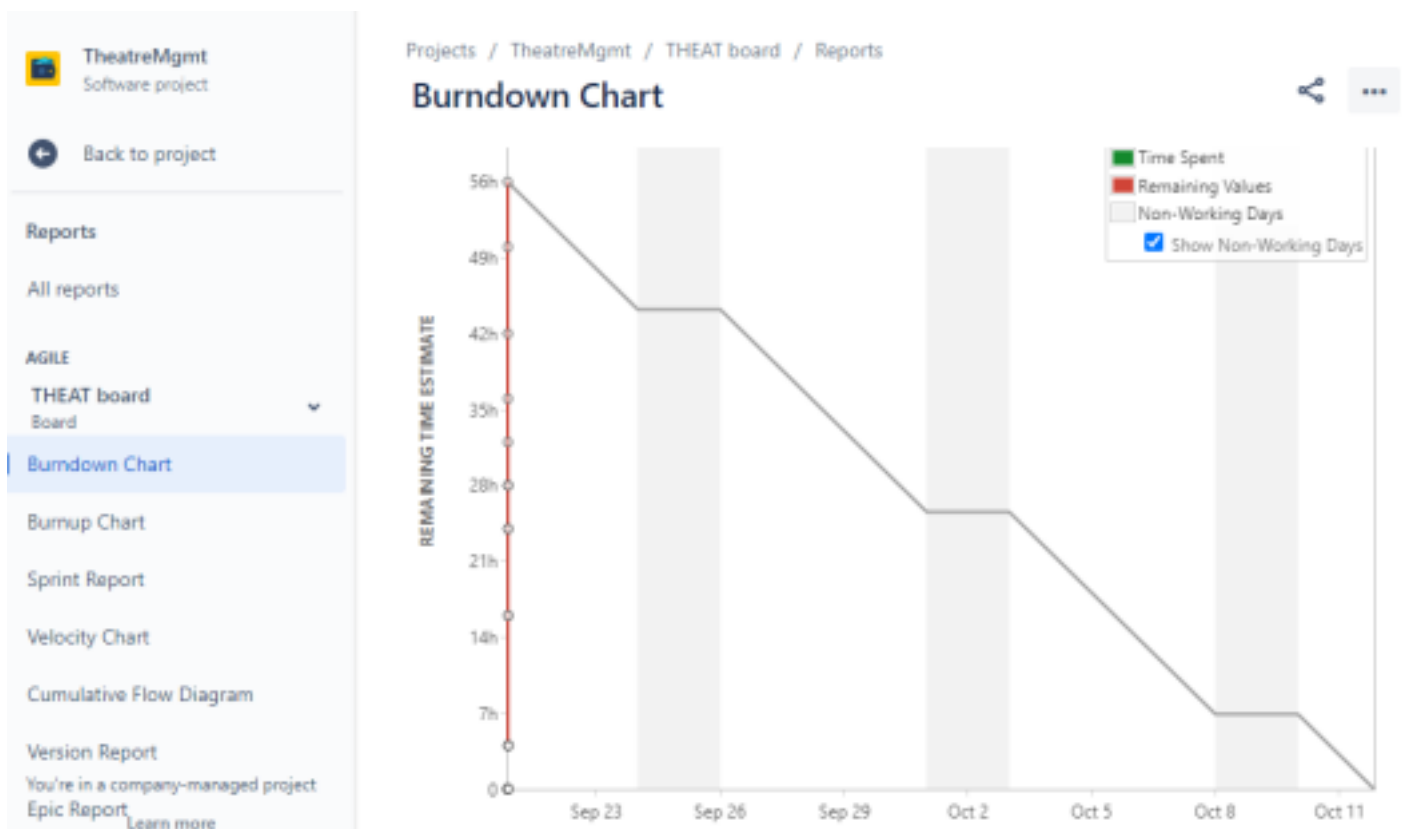 TheatreMgmt
Software project
Back to project
Reports
All reports
AGILE
THEAT board
Board
Burndown Chart
Burnup Chart
Sprint Report
Velocity Chart
Cumulative Flow Diagram
Version Report
You're in a company-managed project
Epic Report
Learn more
Projects / TheatreMgmt / THEAT board / Reports
Burndown Chart
Time Spent
Remaining Values
Non-Working Days
Show Non-Working Days
REMAINING TIME ESTIMATE
56h
49h
42h
35h
28h
21h
14h
7h
0
Sep 23 Sep 26 Sep 29 Oct 2 Oct 5 Oct 8 Oct 11